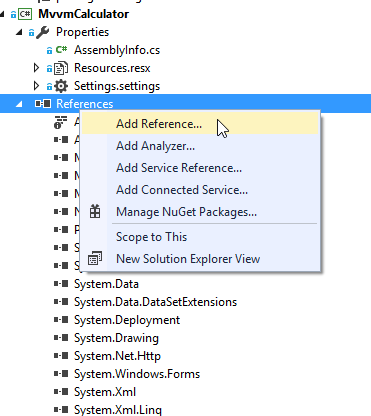 MvvmCalculator
Properties
AssemblyInfo.cs
Resources.resx
Settings.settings
References
Add Reference...
Add Analyzer...
Add Service Reference...
Add Connected Service...
Manage NuGet Packages...
Scope to This
New Solution Explorer View
System.Data
System.Data.DataSetExtensions
System.Deployment
System.Drawing
System.Net.Http
System.Windows.Forms
System.Xml
System.Xml.Linq